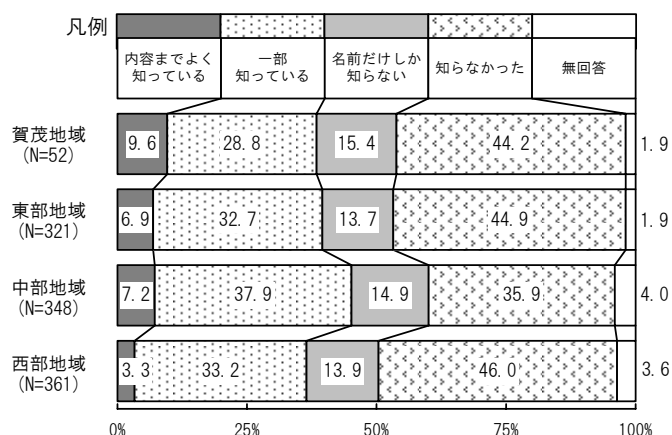 凡例
内容までよく
知っている
一部
知っている
名前だけしか
知らない
知らなかった
無回答
賀茂地域
(N=52)
9.6
28.8
15.4
44.2
1.9
東部地域
(N=321)
6.9
32.7
13.7
44.9
1.9
中部地域
(N=348)
7.2
37.9
14.9
35.9
4.0
西部地域
(N=361)
3.3
33.2
13.9
46.0
3.6
0%
25%
50%
75%
100%